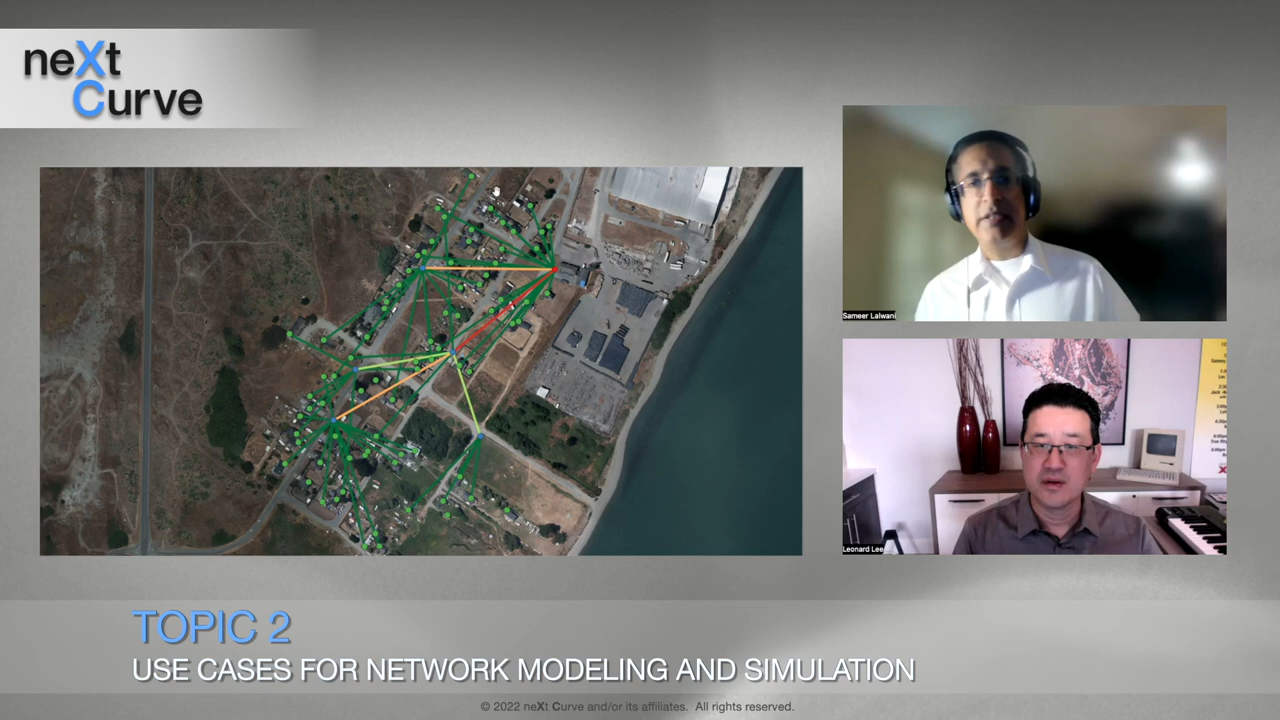 neXt
Curve
Sameer Lalwani
Leonard Lee
TOPIC 2
USE CASES FOR NETWORK MODELING AND SIMULATION
© 2022 neXt Curve and/or its affiliates. All rights reserved.